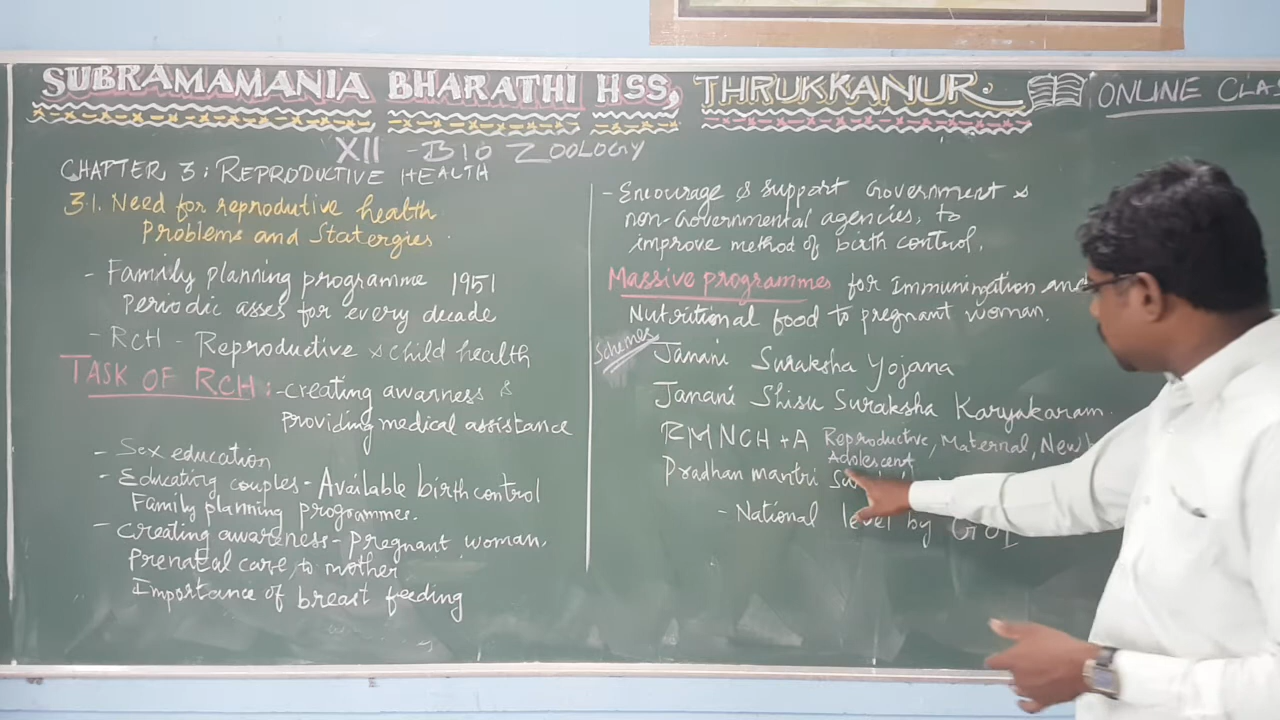 SUBRAMAMANIA BHARATHI HSS, THRUKKANUR.
ONLINE CLA
XII - BIO ZOOLOGY
CHAPTER 3: REPRODUCTIVE HEALTH
3.1. Need for reprodutive health
Problems and Statergies.
- Family planning programme 1951
Periodic asses for every decade
- RCH - Reproductive & child health
TASK OF RCH: - creating awarness &
Providing medical assistance
- Sex education
- Educating couples - Available birth control
Family planning programmes.
- creating awareness - pregnant woman,
Prenatal care, to mother
Importance of breast feeding
- Encourage & support Government &
non-Governmental agencies, to
improve method of birth control.
Massive programmes for immunization and
Nutritional food to pregnant woman.
Schemes
Janani Suraksha Yojana
Janani Shisu Suraksha Karyakaram.
RMNCH+A Reproductive, Maternal, Newb
Adolescent
Pradhan mantri
- National level by GOI